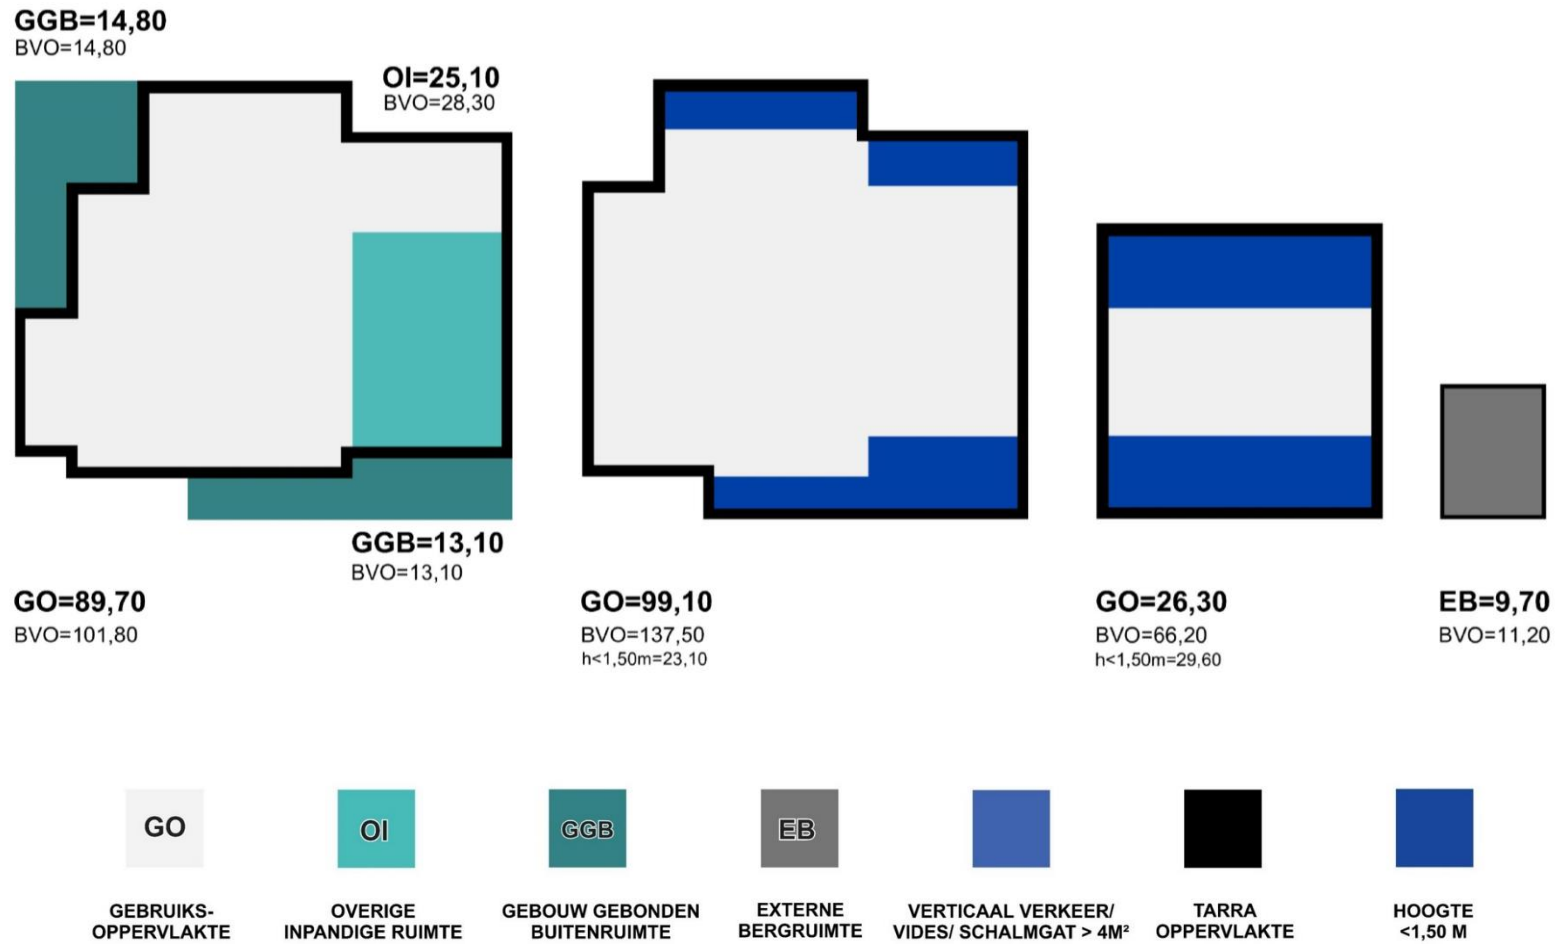 GGB=14,80
BVO=14,80
OI=25,10
BVO=28,30
GGB=13,10
BVO=13,10
GO=89,70
BVO=101,80
GO=99,10
BVO=137,50
h<1,50m=23,10
GO=26,30
BVO=66,20
h<1,50m=29,60
EB=9,70
BVO=11,20
GO
OI
GGB
EB
GEBRUIKS-
OPPERVLAKTE
OVERIGE
INPANDIGE RUIMTE
GEBOUW GEBONDEN
BUITENRUIMTE
EXTERNE
BERGRUIMTE
VERTICAAL VERKEER/
VIDES/ SCHALMGAT > 4M²
TARRA
OPPERVLAKTE
HOOGTE
<1,50 M